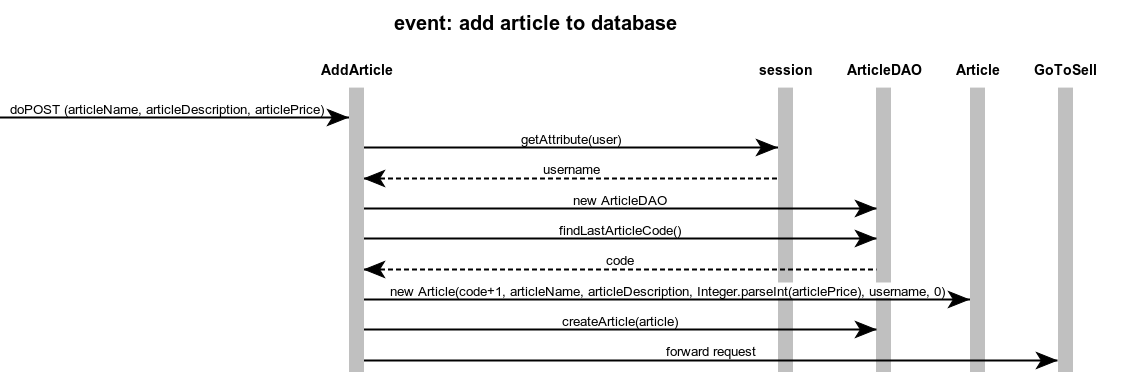 event: add article to database
AddArticle session ArticleDAO Article GoToSell
doPOST (articleName, articleDescription, articlePrice)
getAttribute(user)
username
new ArticleDAO
findLastArticleCode()
code
new Article(code+1, articleName, articleDescription, Integer.parseInt(articlePrice), username, 0)
createArticle(article)
forward request